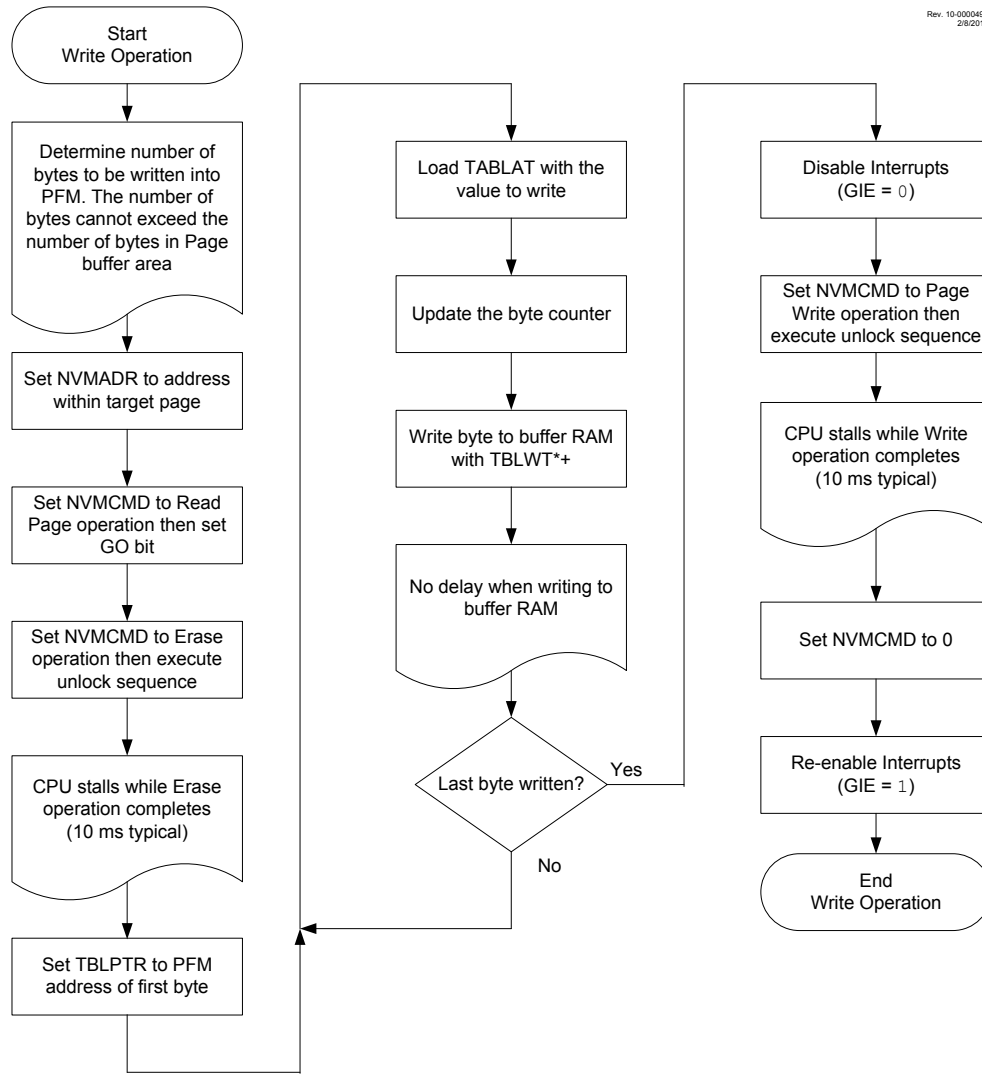 Rev. 10-000049
2/8/201
Start
Write Operation
Determine number of
bytes to be written into
PFM. The number of
bytes cannot exceed the
number of bytes in Page
buffer area
Set NVMADR to address
within target page
Set NVMCMD to Read
Page operation then set
GO bit
Set NVMCMD to Erase
operation then execute
unlock sequence
CPU stalls while Erase
operation completes
(10 ms typical)
Set TBLPTR to PFM
address of first byte
Load TABLAT with the
value to write
Update the byte counter
Write byte to buffer RAM
with TBLWT*+
No delay when writing to
buffer RAM
Last byte written?
Yes
No
Disable Interrupts
(GIE = 0)
Set NVMCMD to Page
Write operation then
execute unlock sequence
CPU stalls while Write
operation completes
(10 ms typical)
Set NVMCMD to 0
Re-enable Interrupts
(GIE = 1)
End
Write Operation